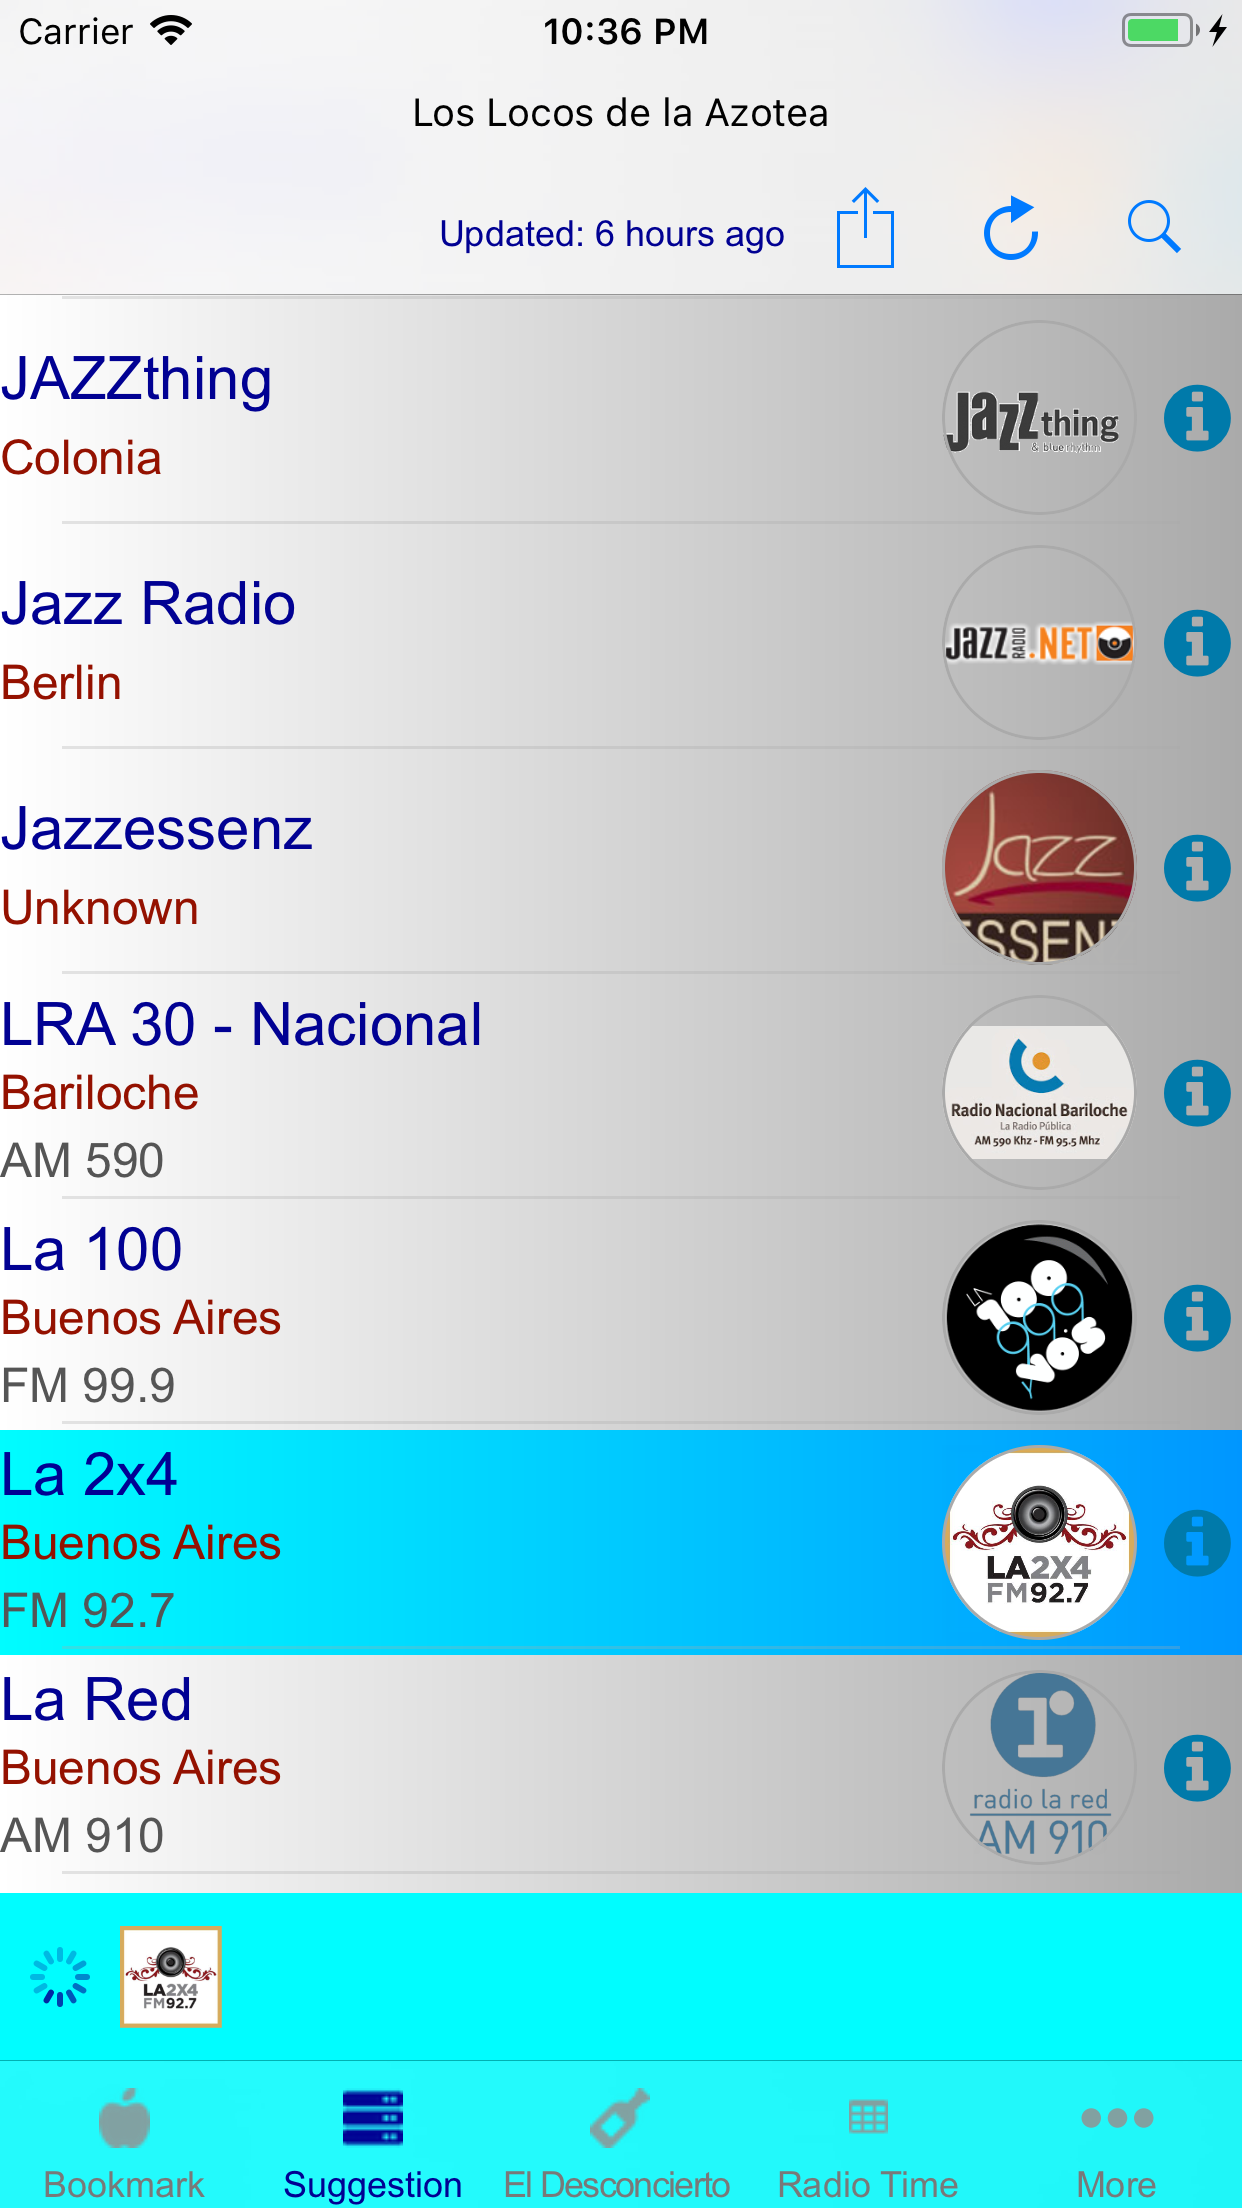 Carrier
10:36 PM
Los Locos de la Azotea
Updated: 6 hours ago
JAZZthing
Colonia
Jazz thing
& blue rhythm
Jazz Radio
Berlin
JAZZ RADIO .NET
Jazzessenz
Unknown
Jazz
ESSEN
LRA 30 - Nacional
Bariloche
AM 590
Radio Nacional Bariloche
La Radio Pública
AM 590 Khz - FM 95.5 Mhz
La 100
Buenos Aires
FM 99.9
LA
100
Y VOS
La 2x4
Buenos Aires
FM 92.7
LA2X4
FM92.7
La Red
Buenos Aires
AM 910
r
radio la red
AM 910
LA2X4
FM92.7
Bookmark
Suggestion
El Desconcierto
Radio Time
More